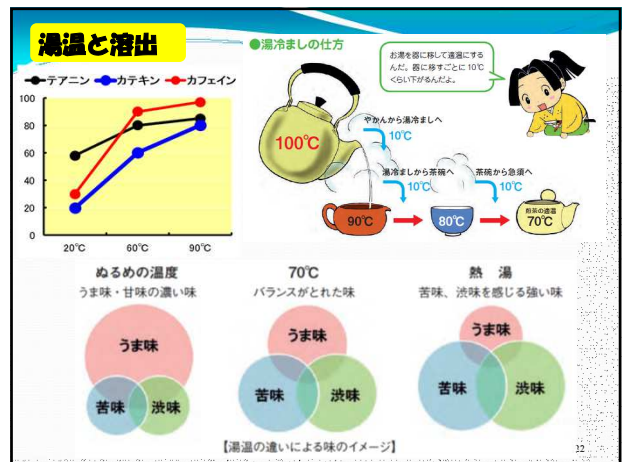 湯温と溶出
テアニン カテキン カフェイン
100
80
60
40
20
0
20℃ 60℃ 90℃
●湯冷ましの仕方
お湯を器に移して適温にする
んだ。器に移すごとに10℃
くらい下がるんだよ。
100℃
やかんから湯冷ましへ
10℃
湯冷ましから茶碗へ
10℃
茶碗から急須へ
10℃
90℃
80℃
煎茶の適温
70℃
ぬるめの温度
うま味・甘味の濃い味
うま味
苦味 渋味
70℃
バランスがとれた味
うま味
苦味 渋味
熱湯
苦味、渋味を感じる強い味
うま味
苦味 渋味
【湯温の違いによる味のイメージ】
22